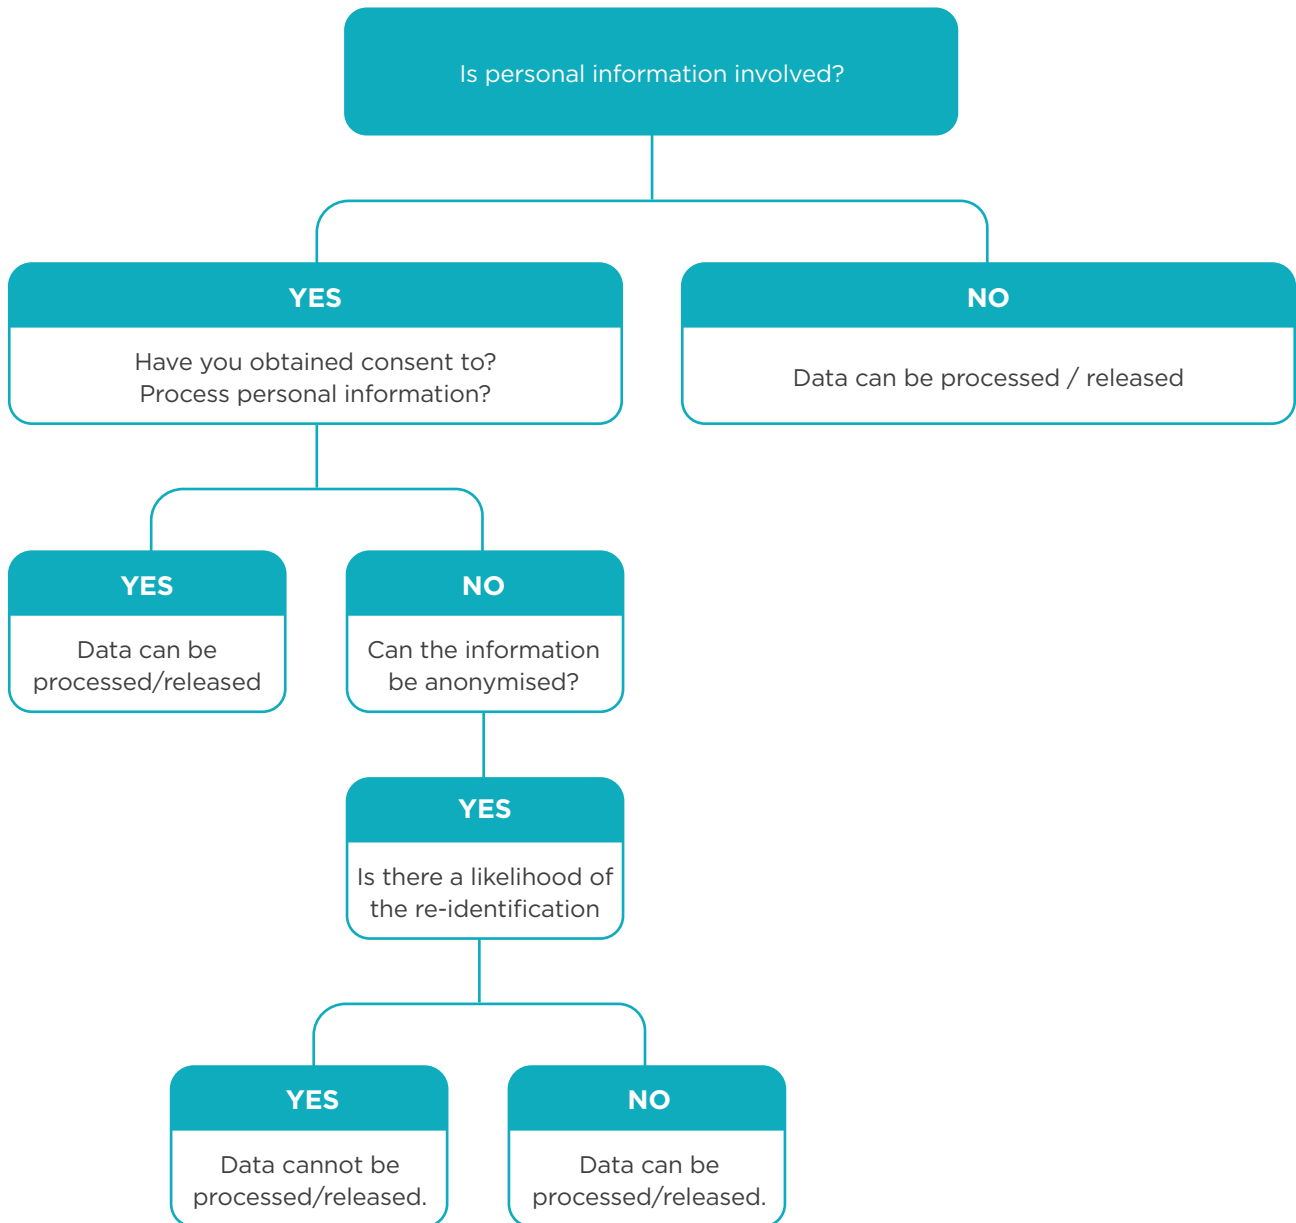 Is personal information involved?
YES
Have you obtained consent to?
Process personal information?
NO
Data can be processed / released
YES
Data can be
processed/released
NO
Can the information
be anonymised?
YES
Is there a likelihood of
the re-identification
YES
Data cannot be
processed/released.
NO
Data can be
processed/released.